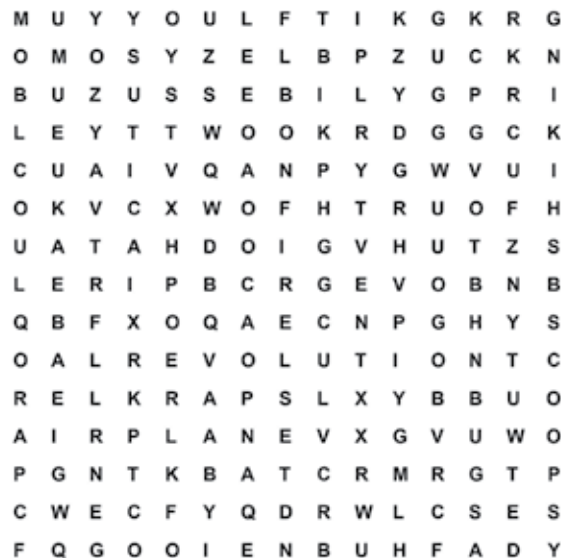 M U Y Y O U L F T I K G K R G
O M O S Y Z E L B P Z U C K N
B U Z U S S E B I L Y G P R I
L E Y T T W O O K R D G G C K
C U A I V Q A N P Y G W V U I
O K V C X W O F H T R U O F H
U A T A H D O I G V H U T Z S
L E R I P B C R G E V O B N B
Q B F X O Q A E C N P G H Y S
O A L R E V O L U T I O N T C
R E L K R A P S L X Y B B U O
A I R P L A N E V X G V U W O
P G N T K B A T C R M R G T P
C W E C F Y Q D R W L C S E S
F Q G O O I E N B U H F A D Y